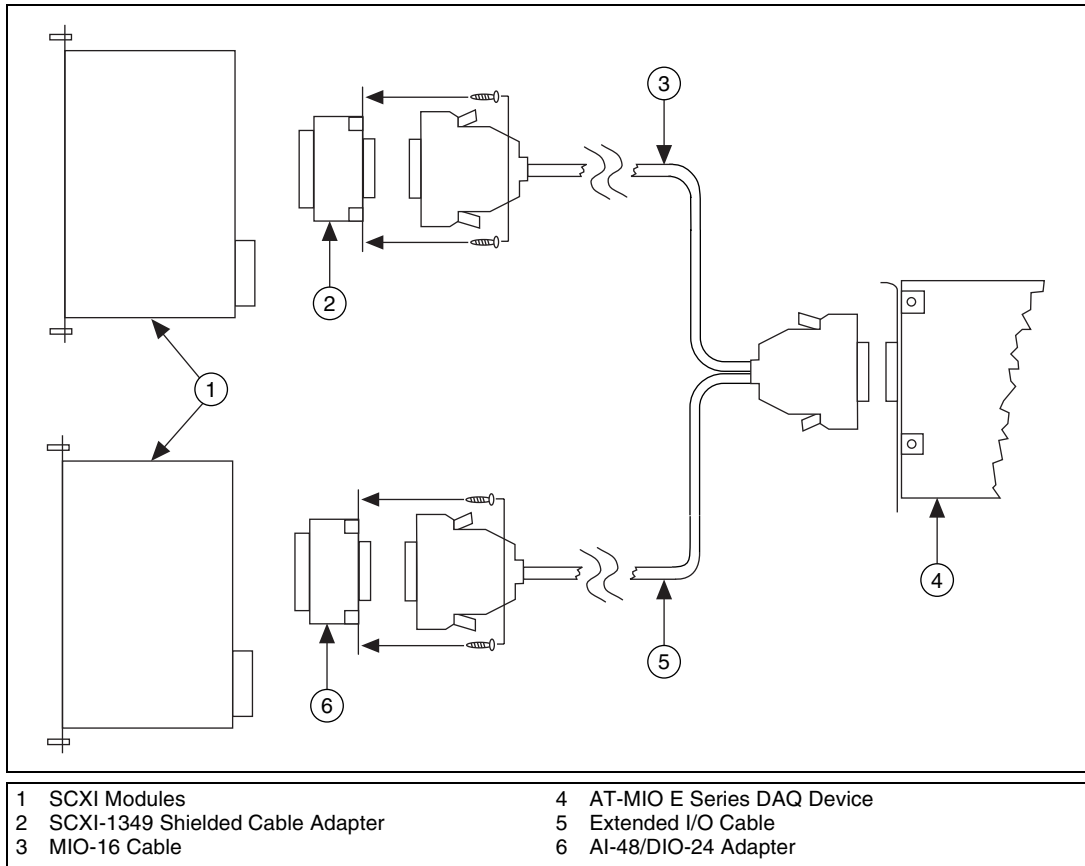 3
2
1
4
5
6
1 SCXI Modules
2 SCXI-1349 Shielded Cable Adapter
3 MIO-16 Cable
4 AT-MIO E Series DAQ Device
5 Extended I/O Cable
6 AI-48/DIO-24 Adapter